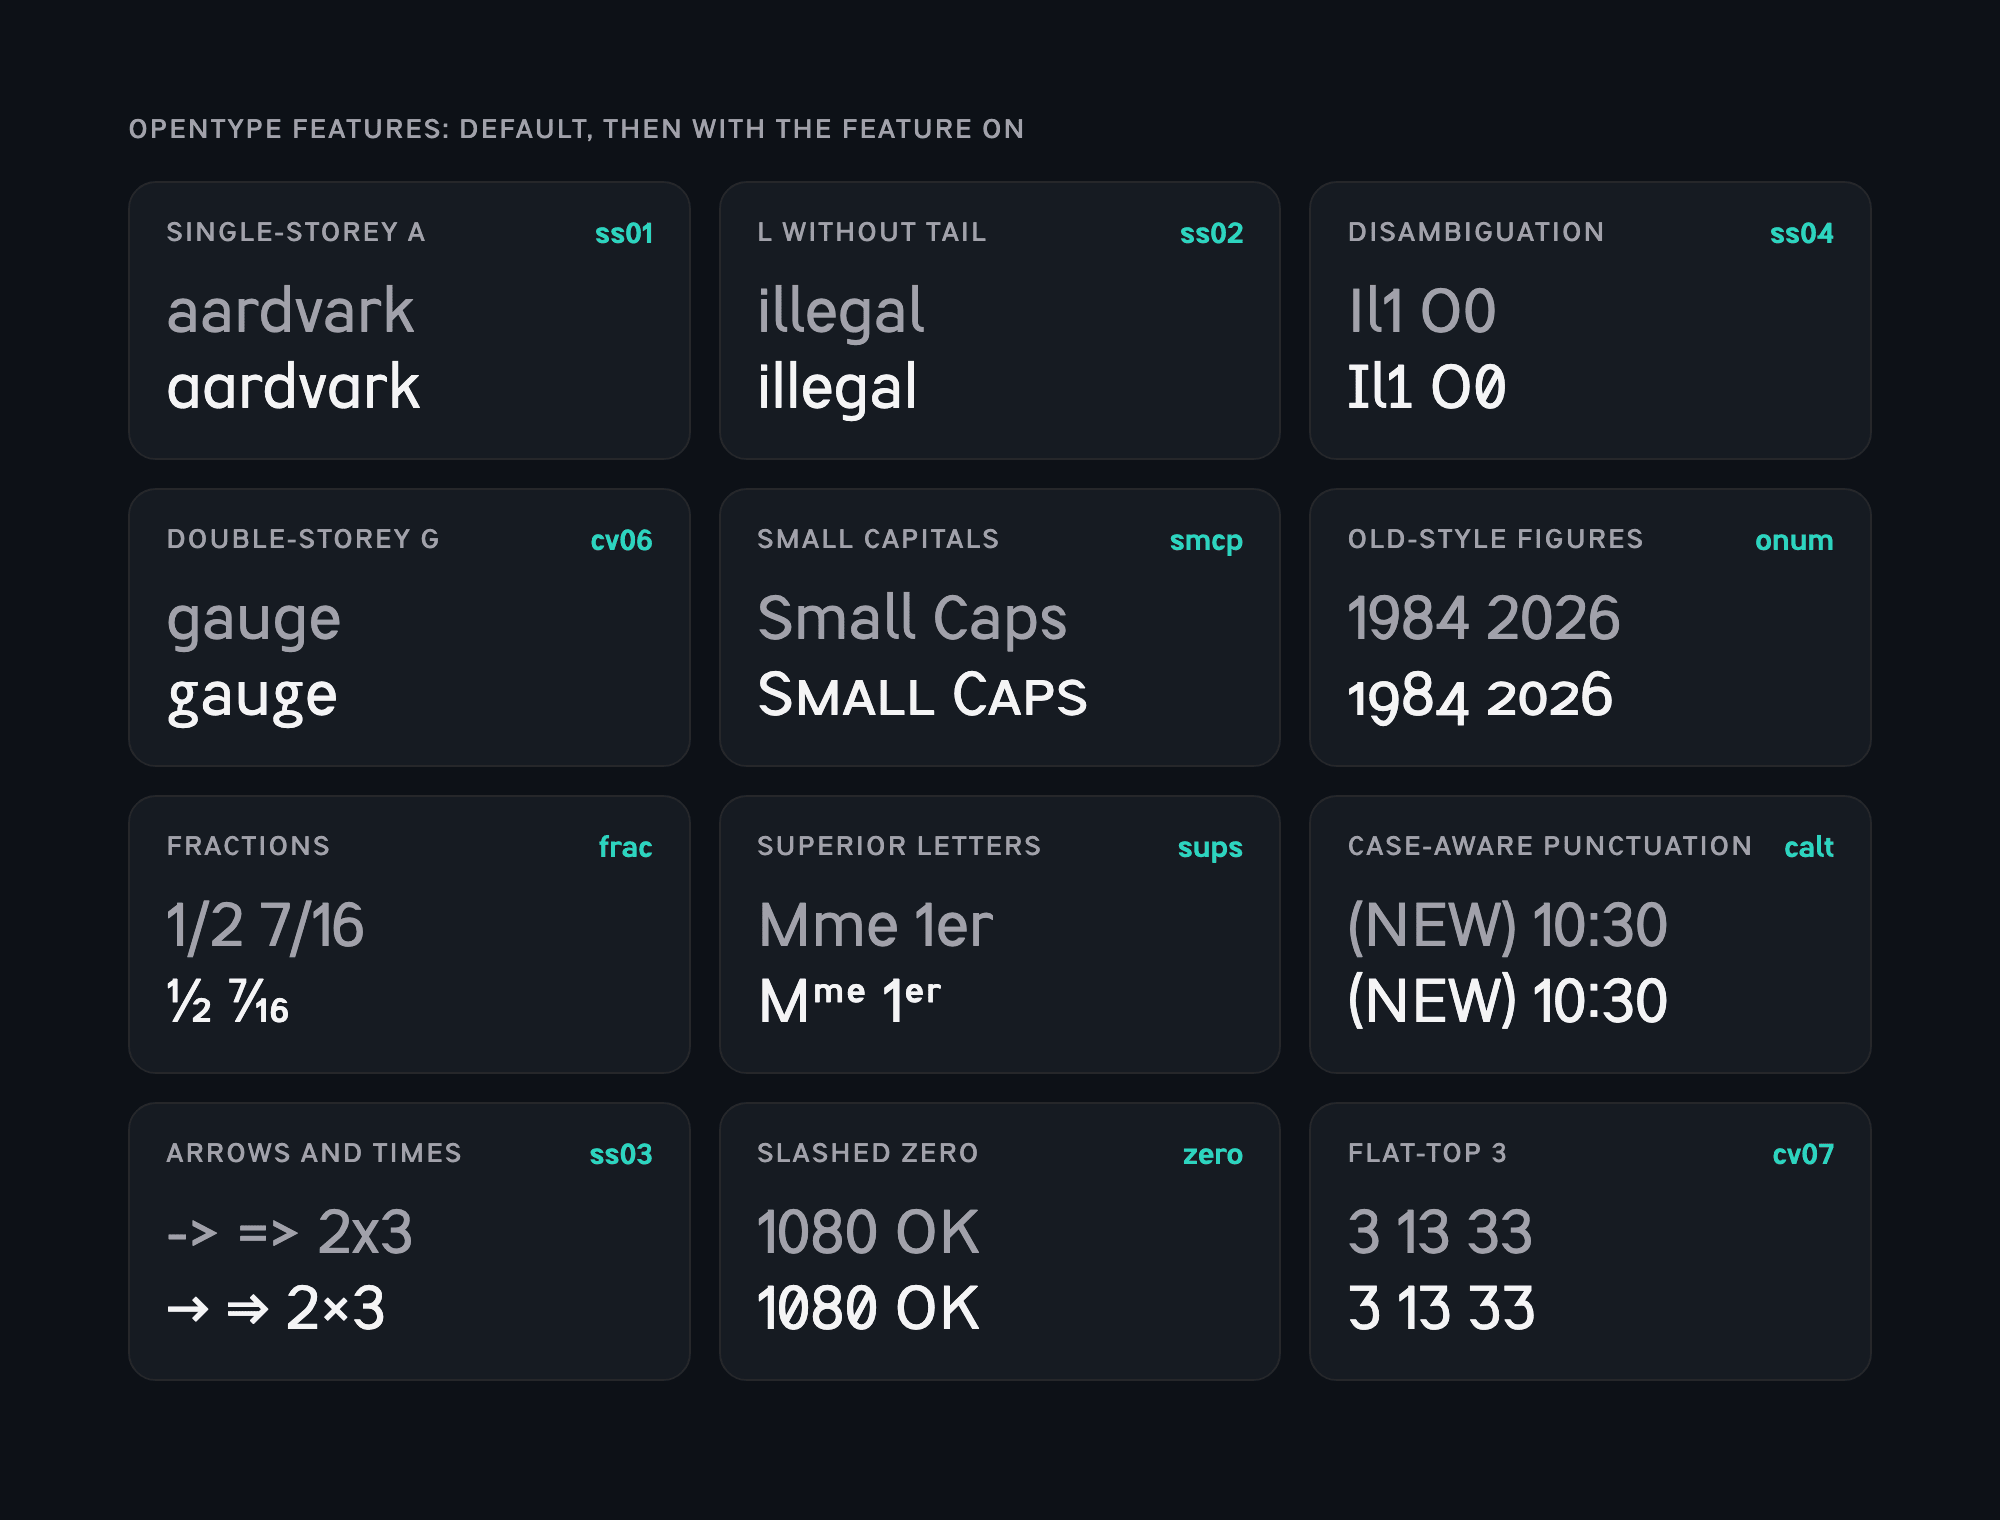 OPENTYPE FEATURES: DEFAULT, THEN WITH THE FEATURE ON
SINGLE-STOREY A ss01
aardvark
aardvark
L WITHOUT TAIL ss02
illegal
illegal
DISAMBIGUATION ss04
Il1 O0
Il1 O0
DOUBLE-STOREY G cv06
gauge
gauge
SMALL CAPITALS smcp
Small Caps
Small Caps
OLD-STYLE FIGURES onum
1984 2026
1984 2026
FRACTIONS frac
1/2 7/16
½ ⁷⁄₁₆
SUPERIOR LETTERS sups
Mme 1er
Mᵐᵉ 1ᵉʳ
CASE-AWARE PUNCTUATION calt
(NEW) 10:30
(NEW) 10:30
ARROWS AND TIMES ss03
-> => 2x3
→ ⇒ 2×3
SLASHED ZERO zero
1080 OK
1080 OK
FLAT-TOP 3 cv07
3 13 33
3 13 33